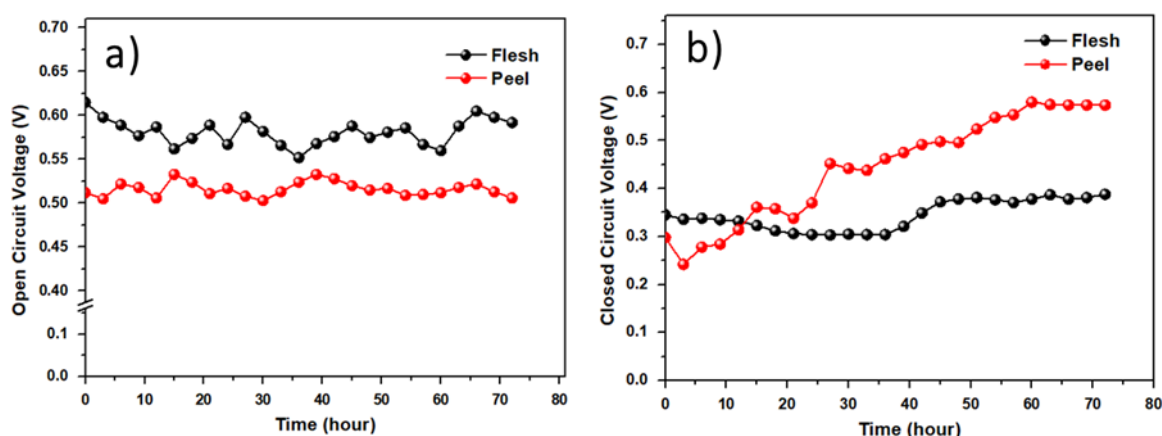 a)
Flesh
Peel
Open Circuit Voltage (V)
0.70
0.65
0.60
0.55
0.50
0.45
0.40
0.1
0.0
0 10 20 30 40 50 60 70 80
Time (hour)
b)
Flesh
Peel
Closed Circuit Voltage (V)
0.7
0.6
0.5
0.4
0.3
0.2
0.1
0.0
0 10 20 30 40 50 60 70 80
Time (hour)